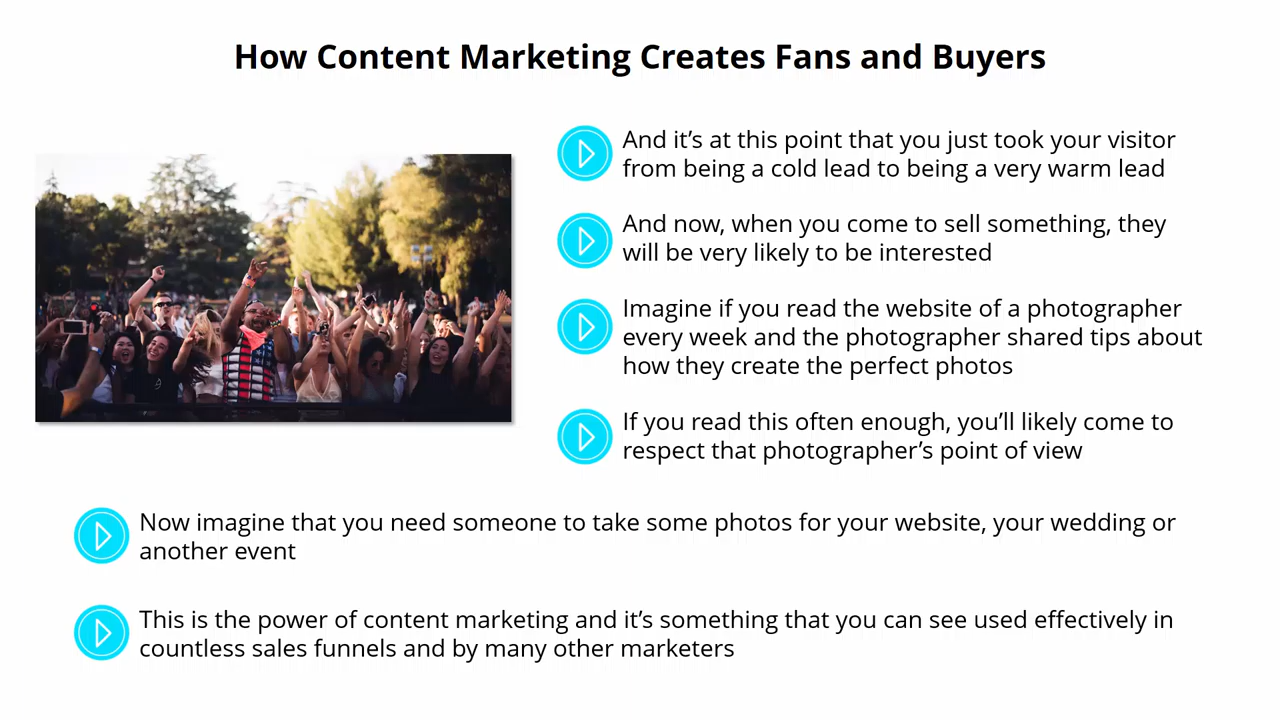 How Content Marketing Creates Fans and Buyers
And it’s at this point that you just took your visitor
from being a cold lead to being a very warm lead
And now, when you come to sell something, they
will be very likely to be interested
Imagine if you read the website of a photographer
every week and the photographer shared tips about
how they create the perfect photos
If you read this often enough, you’ll likely come to
respect that photographer’s point of view
Now imagine that you need someone to take some photos for your website, your wedding or
another event
This is the power of content marketing and it’s something that you can see used effectively in
countless sales funnels and by many other marketers